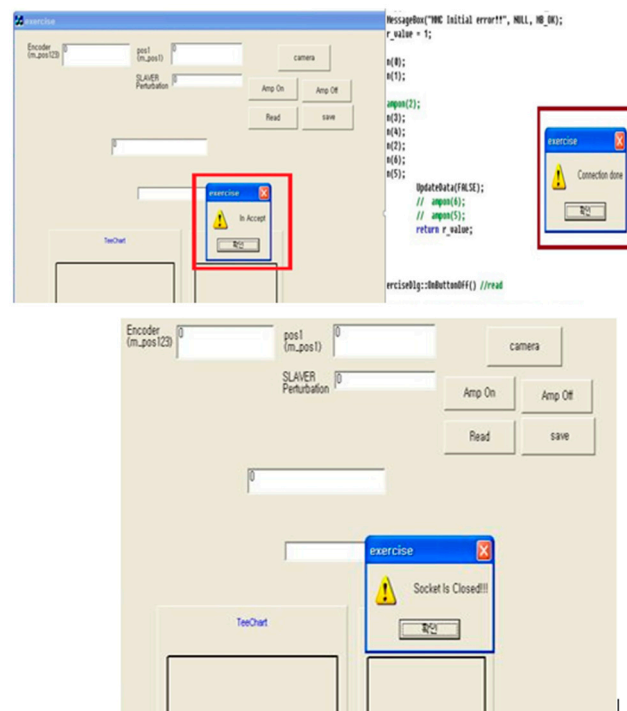 exercise
Encoder
(m_pos123)
0
pos1
(m_pos1)
0
camera
SLAVER
Perturbation
0
Amp On
Amp Off
Read
save
0
exercise
In Accept
확인
TeeChart
MessageBox("MMC Initial error!!", NULL, MB_OK);
r_value = 1;
n(0);
n(1);
ampon(2);
n(3);
n(4);
n(2);
n(6);
n(5);
UpdateData(FALSE);
// ampon(6);
// ampon(5);
return r_value;
erciseDlg::OnButtonOff() //read
exercise
Connection done
확인
Encoder
(m_pos123)
0
pos1
(m_pos1)
0
camera
SLAVER
Perturbation
0
Amp On
Amp Off
Read
save
0
exercise
Socket Is Closed!!!
확인
TeeChart